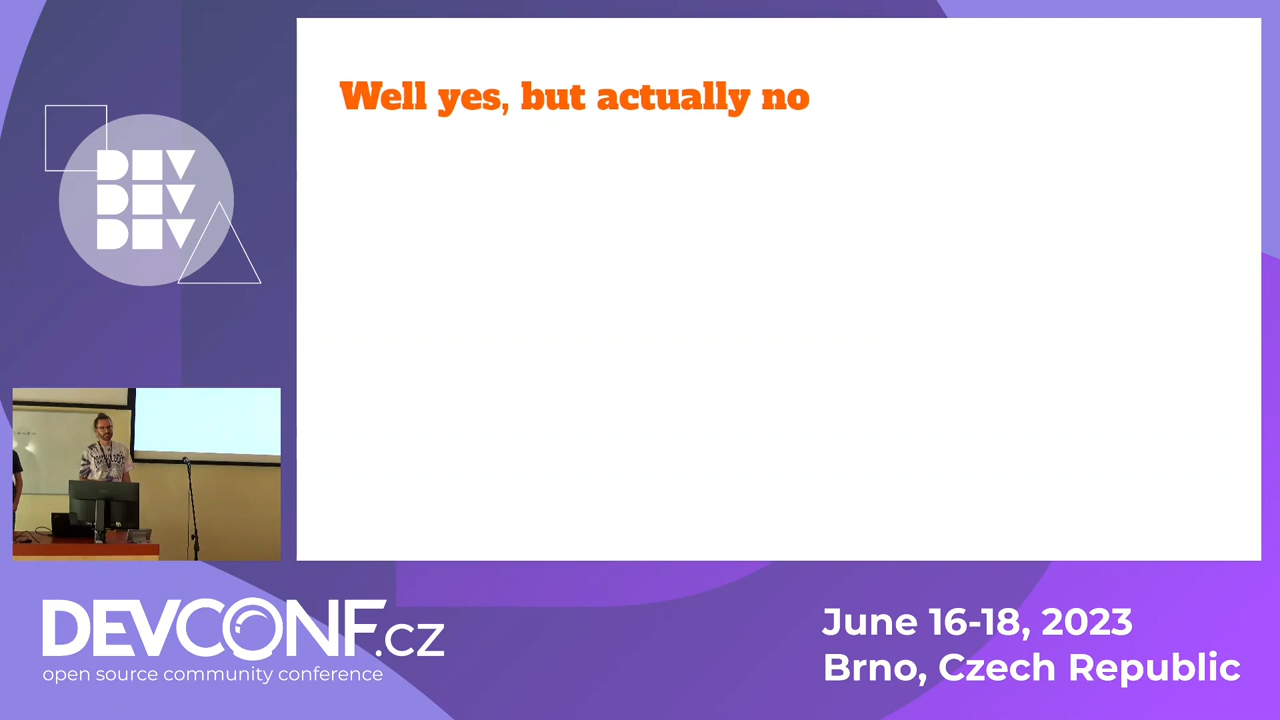 Well yes, but actually no
DEV
DEV
DEV
DEVCONF.cz
open source community conference
June 16-18, 2023
Brno, Czech Republic